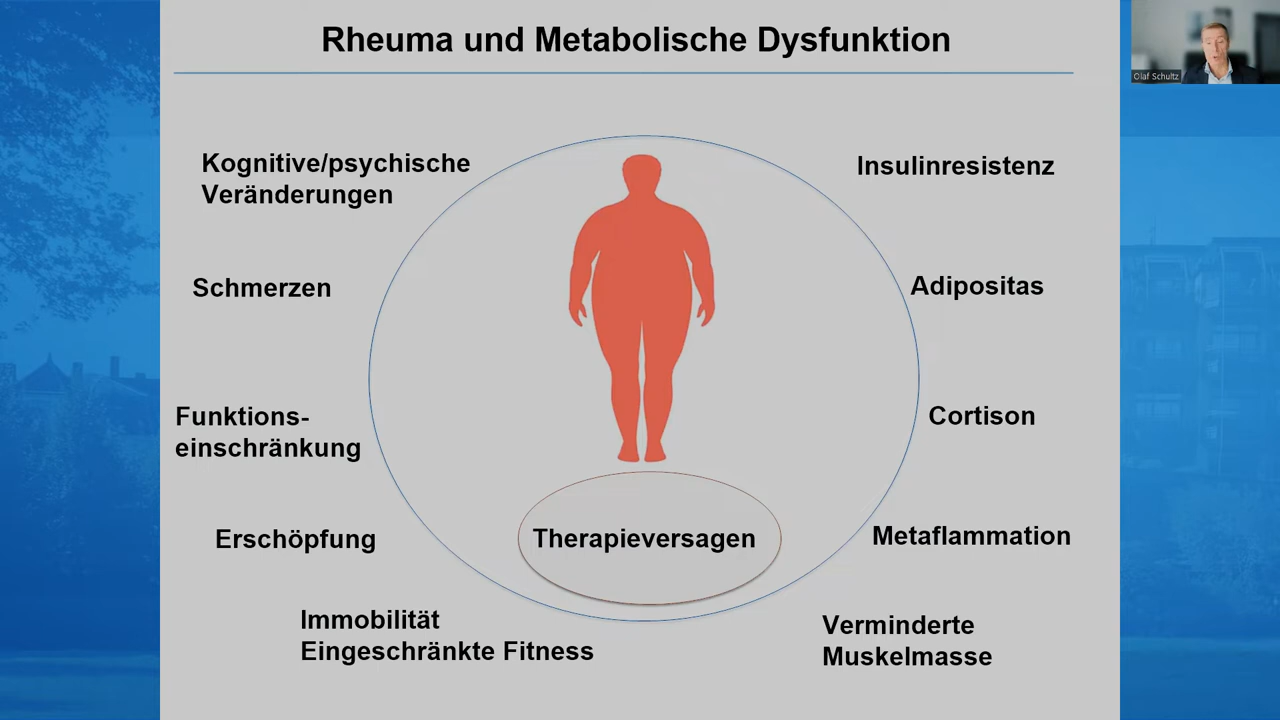 Rheuma und Metabolische Dysfunktion
Olaf Schultz
Kognitive/psychische
Veränderungen
Insulinresistenz
Schmerzen
Adipositas
Funktions-
einschränkung
Cortison
Erschöpfung
Therapieversagen
Metaflammation
Immobilität
Eingeschränkte Fitness
Verminderte
Muskelmasse